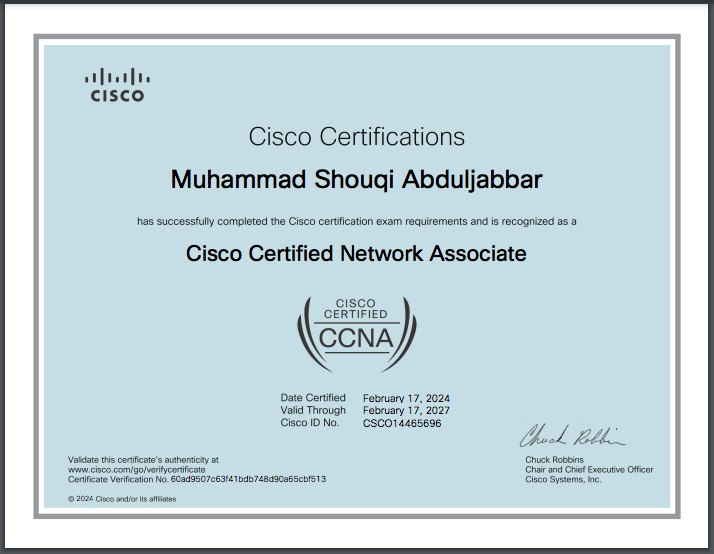 CISCO
Cisco Certifications
Muhammad Shouqi Abduljabbar
has successfully completed the Cisco certification exam requirements and is recognized as a
Cisco Certified Network Associate
CISCO
CERTIFIED
CCNA
Date Certified February 17, 2024
Valid Through February 17, 2027
Cisco ID No. CSCO14465696
Chuck Robbins
Validate this certificate's authenticity at
www.cisco.com/go/verifycertificate
Certificate Verification No. 60ad9507c63f41bdb748d90a65cbf513
Chuck Robbins
Chair and Chief Executive Officer
Cisco Systems, Inc.
© 2024 Cisco and/or its affiliates